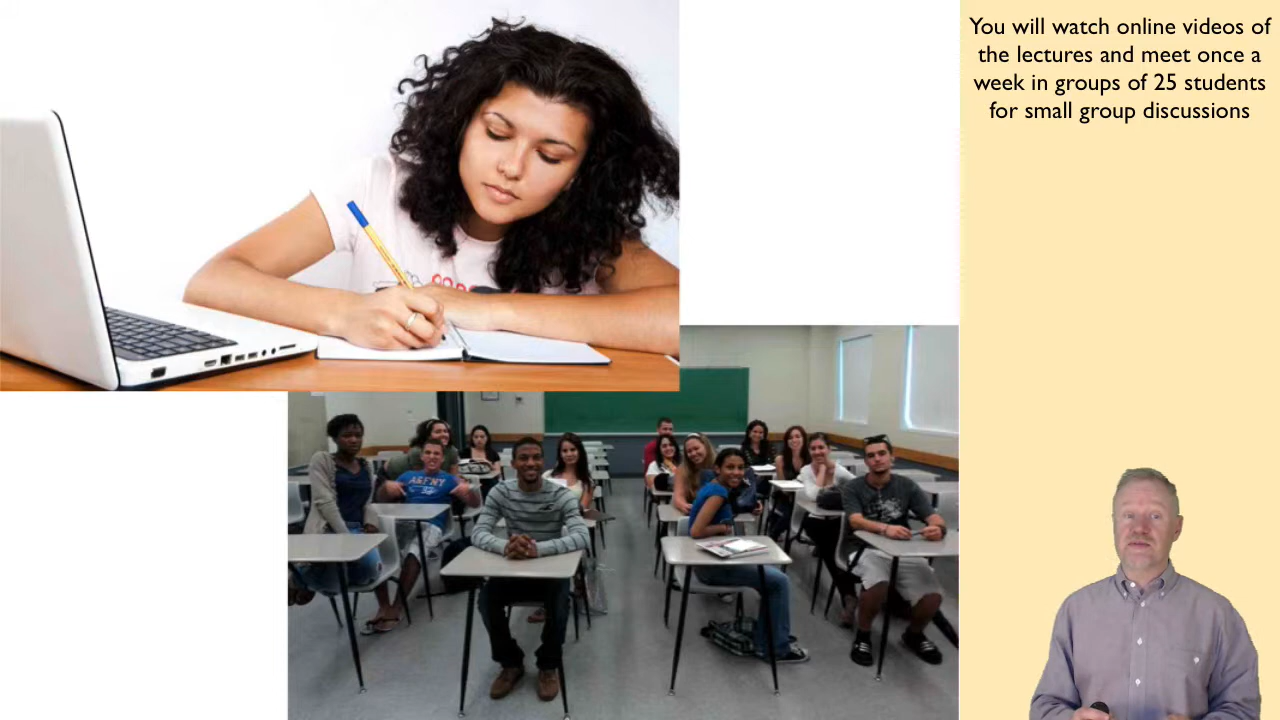 You will watch online videos of
the lectures and meet once a
week in groups of 25 students
for small group discussions